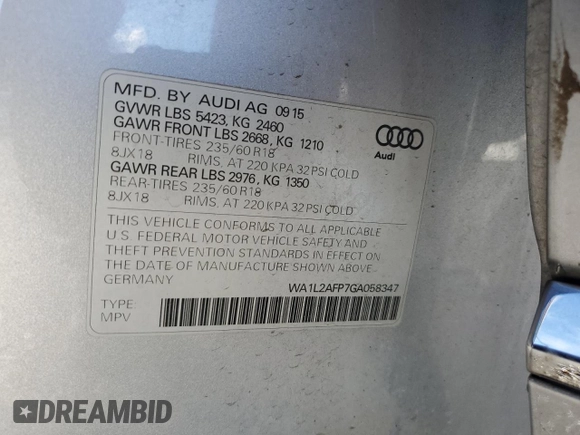 MFD. BY AUDI AG 09 15
GVWR LBS 5423, KG 2460
GAWR FRONT LBS 2668, KG 1210
FRONT-TIRES 235/60 R18
8JX18 RIMS, AT 220 KPA 32 PSI COLD
GAWR REAR LBS 2976, KG 1350
REAR-TIRES 235/60 R18
8JX18 RIMS, AT 220 KPA 32 PSI COLD
Audi
THIS VEHICLE CONFORMS TO ALL APPLICABLE
U.S. FEDERAL MOTOR VEHICLE SAFETY AND
THEFT PREVENTION STANDARDS IN EFFECT ON
THE DATE OF MANUFACTURE SHOWN ABOVE.
GERMANY
WA1L2AFP7GA058347
TYPE
MPV
DREAMBID